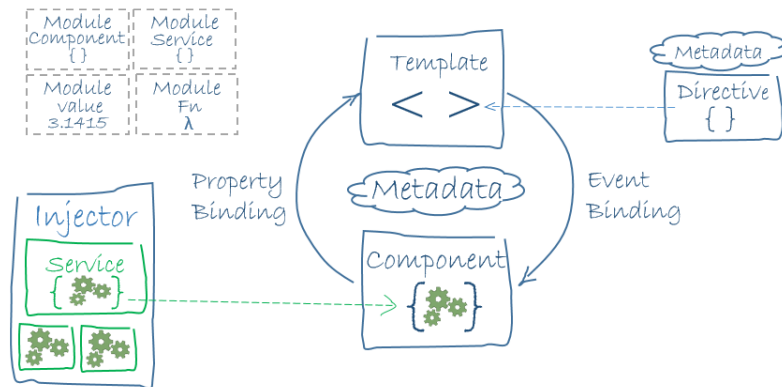 Module
Component
{ }
Module
Service
{ }
Module
value
3.1415
Module
Fn
λ
Template
< >
Metadata
Directive
{ }
Property
Binding
Metadata
Event
Binding
Injector
Service
{ }
Component
{ }